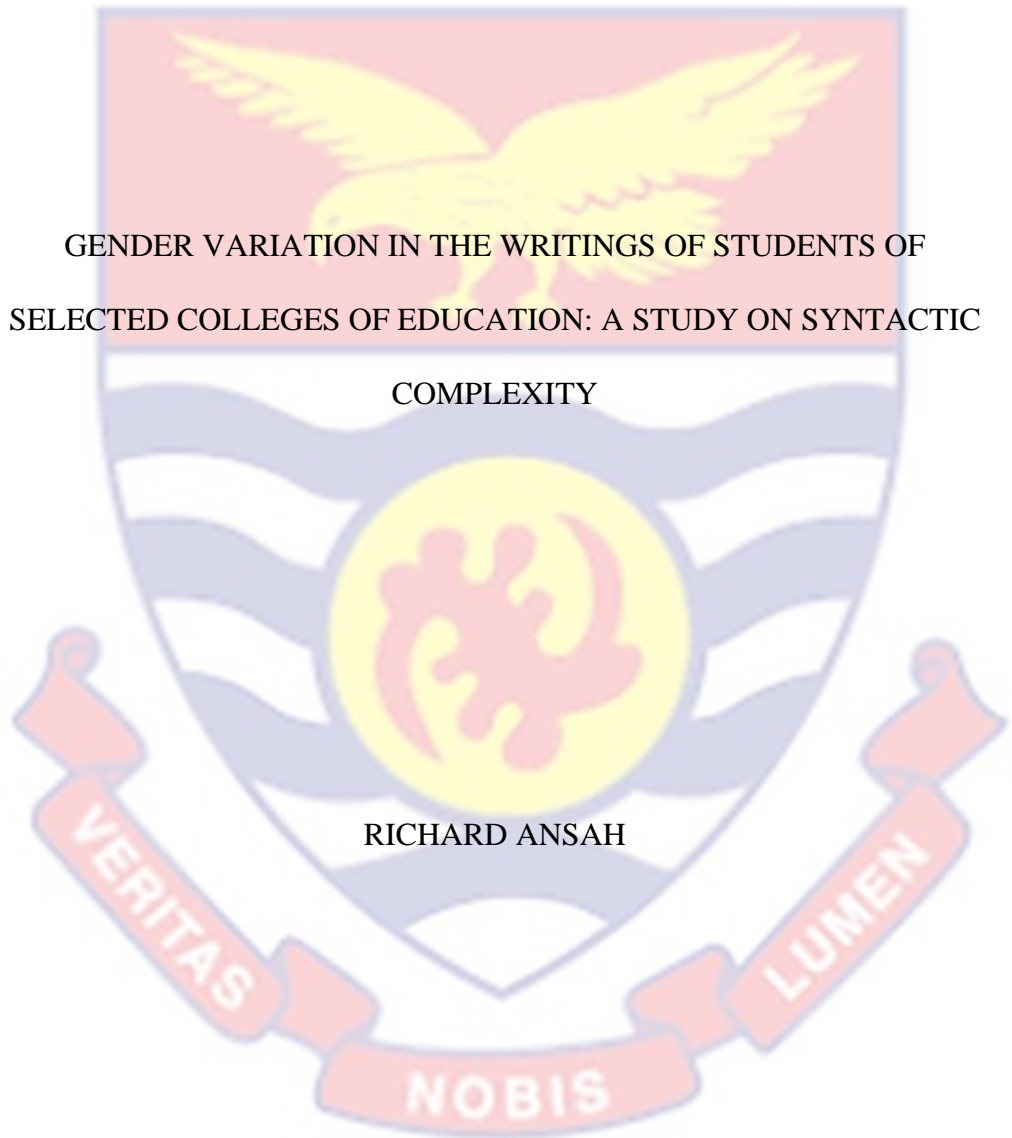 GENDER VARIATION IN THE WRITINGS OF STUDENTS OF
SELECTED COLLEGES OF EDUCATION: A STUDY ON SYNTACTIC
COMPLEXITY
RICHARD ANSAH
VERITAS
NOBIS
LUMEN